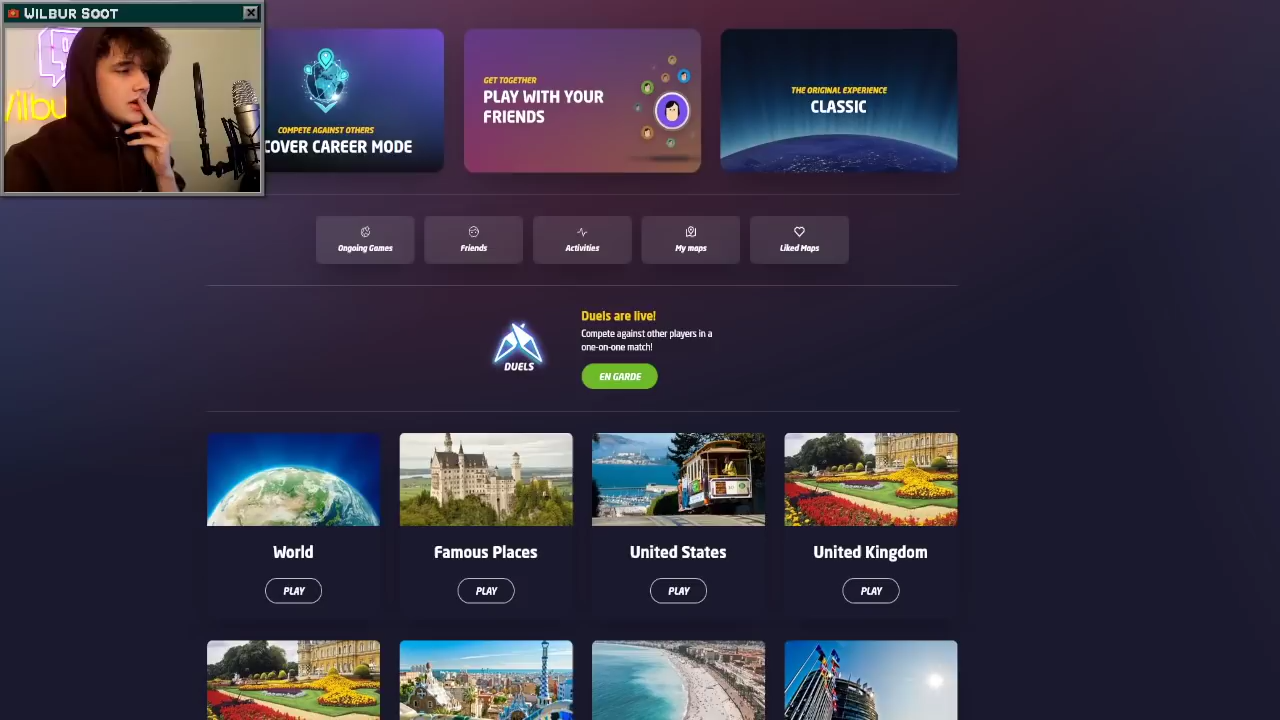 WILBUR SOOT
COMPETE AGAINST OTHERS
COVER CAREER MODE
GET TOGETHER
PLAY WITH YOUR
FRIENDS
THE ORIGINAL EXPERIENCE
CLASSIC
Ongoing Games
Friends
Activities
My maps
Liked Maps
DUELS
Duels are live!
Compete against other players in a
one-on-one match!
EN GARDE
World
Famous Places
United States
United Kingdom
PLAY
PLAY
PLAY
PLAY